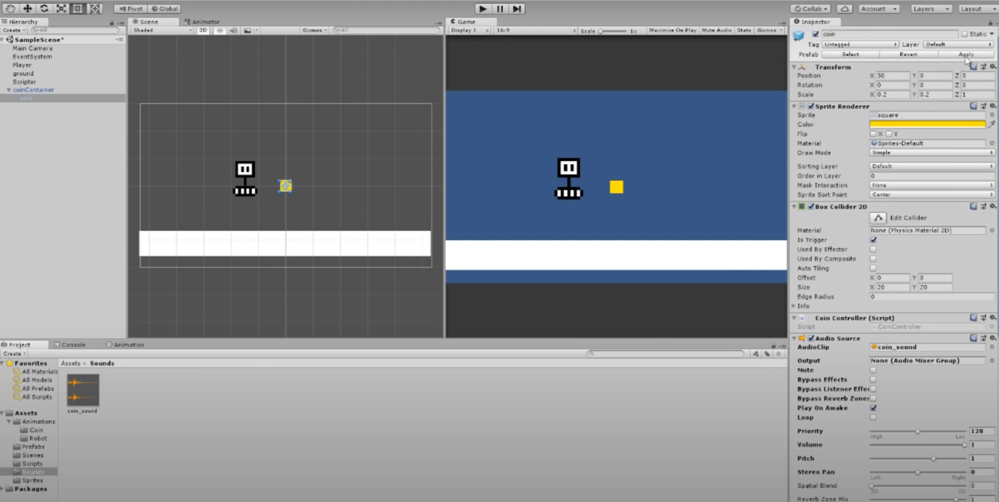 Pivot Global Collab Account Layers Layout
Hierarchy
Create All
SampleScene*
Main Camera
EventSystem
Player
ground
Scripter
coinContainer
coin
Scene Animator
Shaded 2D Gizmos All
Game
Display 1 16:9 Scale 1x Maximize On Play Mute Audio Stats Gizmos
Inspector
coin Static
Tag Untagged Layer Default
Prefab Select Revert Apply
Transform
Position X 30 Y 0 Z 0
Rotation X 0 Y 0 Z 0
Scale X 0.2 Y 0.2 Z 1
Sprite Renderer
Sprite square
Color
Flip X Y
Material Sprites-Default
Draw Mode Simple
Sorting Layer Default
Order in Layer 0
Mask Interaction None
Sprite Sort Point Center
Box Collider 2D
Edit Collider
Material None (Physics Material 2D)
Is Trigger
Used By Effector
Used By Composite
Auto Tiling
Offset X 0 Y 0
Size X 20 Y 20
Edge Radius 0
Info
Coin Controller (Script)
Script CoinController
Audio Source
AudioClip coin_sound
Output None (Audio Mixer Group)
Mute
Bypass Effects
Bypass Listener Effec
Bypass Reverb Zones
Play On Awake
Loop
Priority 128
High Low
Volume 1
Pitch 1
Stereo Pan 0
Left Right
Spatial Blend 0
2D 3D
Reverb Zone Mix 1
Project Console Animation
Create
Favorites
All Materials
All Models
All Prefabs
All Scripts
Assets
Animations
Coin
Robot
Prefabs
Scenes
Scripts
Sounds
Sprites
Packages
Assets Sounds
coin_sound